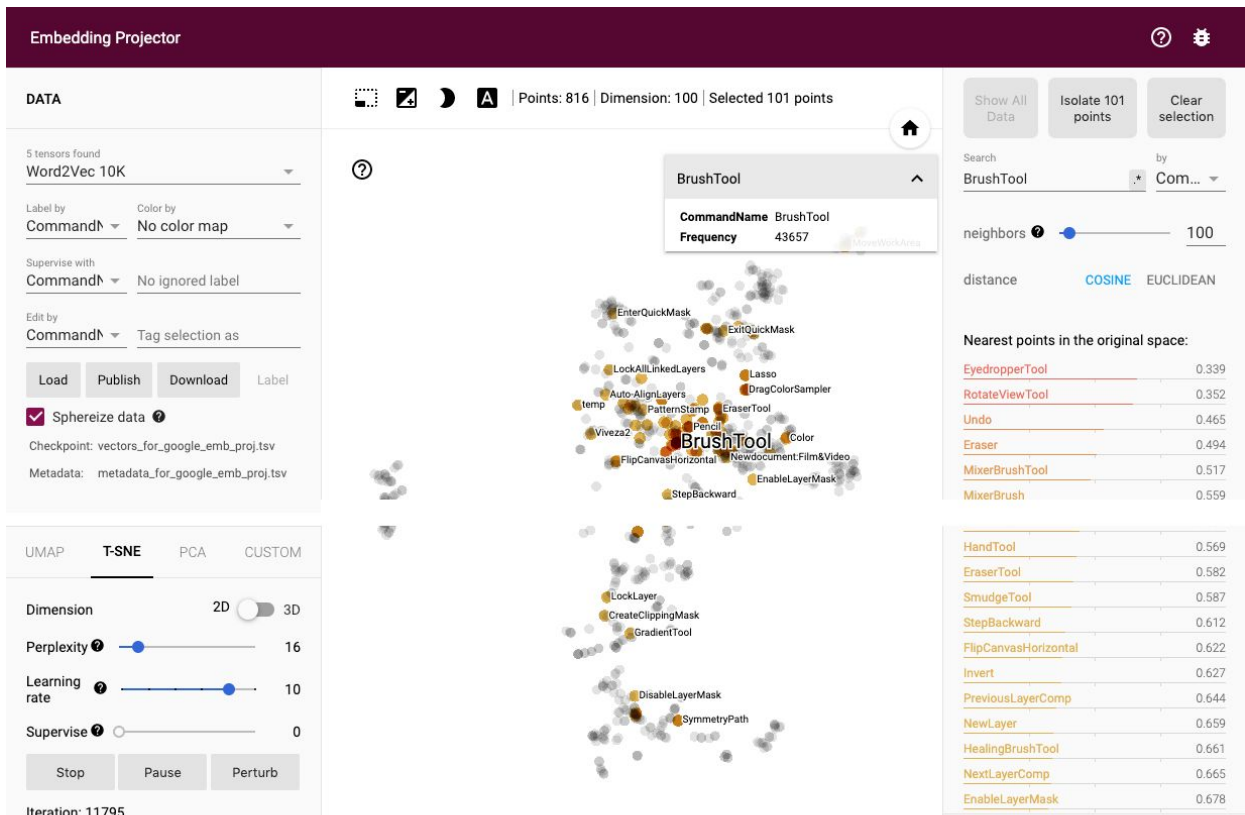 Embedding Projector
DATA
5 tensors found
Word2Vec 10K
Label by
Color by
CommandN
No color map
Supervise with
CommandN
No ignored label
Edit by
CommandN
Tag selection as
Load
Publish
Download
Label
Sphereize data
Checkpoint: vectors_for_google_emb_proj.tsv
Metadata: metadata_for_google_emb_proj.tsv
UMAP
T-SNE
PCA
CUSTOM
Dimension
2D
3D
Perplexity
16
Learning
rate
10
Supervise
0
Stop
Pause
Perturb
Iteration: 11795
A
Points: 816 | Dimension: 100 | Selected 101 points
BrushTool
CommandName BrushTool
Frequency 43657
MoveWorkArea
EnterQuickMask
ExitQuickMask
LockAllLinkedLayers
Lasso
Auto-AlignLayers
DragColorSampler
temp
PatternStamp
EraserTool
Pencil
Viveza2
BrushTool
Color
FlipCanvasHorizontal
Newdocument:Film&Video
EnableLayerMask
StepBackward
LockLayer
CreateClippingMask
GradientTool
DisableLayerMask
SymmetryPath
Show All
Data
Isolate 101
points
Clear
selection
Search
by
BrushTool
.*
Com...
neighbors
100
distance
COSINE
EUCLIDEAN
Nearest points in the original space:
EyedropperTool 0.339
RotateViewTool 0.352
Undo 0.465
Eraser 0.494
MixerBrushTool 0.517
MixerBrush 0.559
HandTool 0.569
EraserTool 0.582
SmudgeTool 0.587
StepBackward 0.612
FlipCanvasHorizontal 0.622
Invert 0.627
PreviousLayerComp 0.644
NewLayer 0.659
HealingBrushTool 0.661
NextLayerComp 0.665
EnableLayerMask 0.678